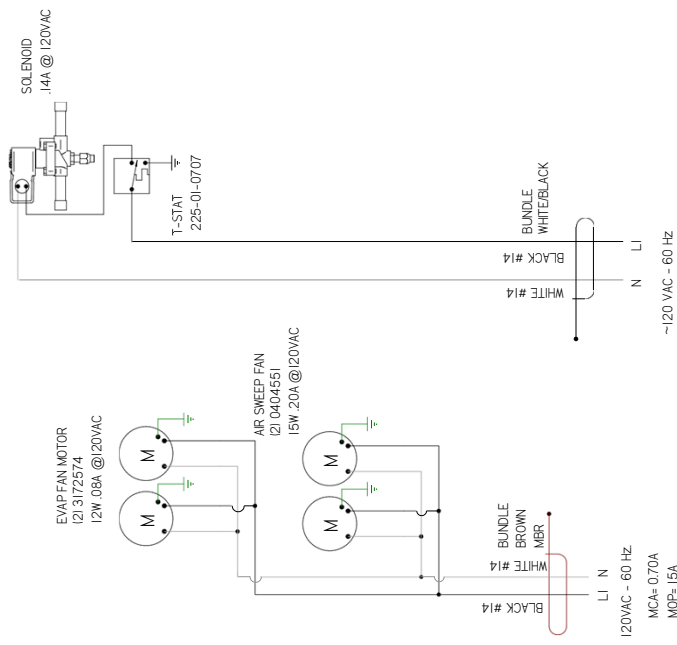 SOLENOID
.14A @ 120VAC
T-STAT
225-01-0707
BUNDLE
WHITE/BLACK
BLACK #14
WHITE #14
N
L1
~120 VAC - 60 Hz
EVAP FAN MOTOR
(2) 3172574
12W .08A @120VAC
M
M
AIR SWEEP FAN
(2) 0404551
15W .20A @120VAC
M
M
BUNDLE
BROWN
MBR
WHITE #14
BLACK #14
L1 N
120VAC - 60 Hz.
MCA= 0.70A
MOP= 15A